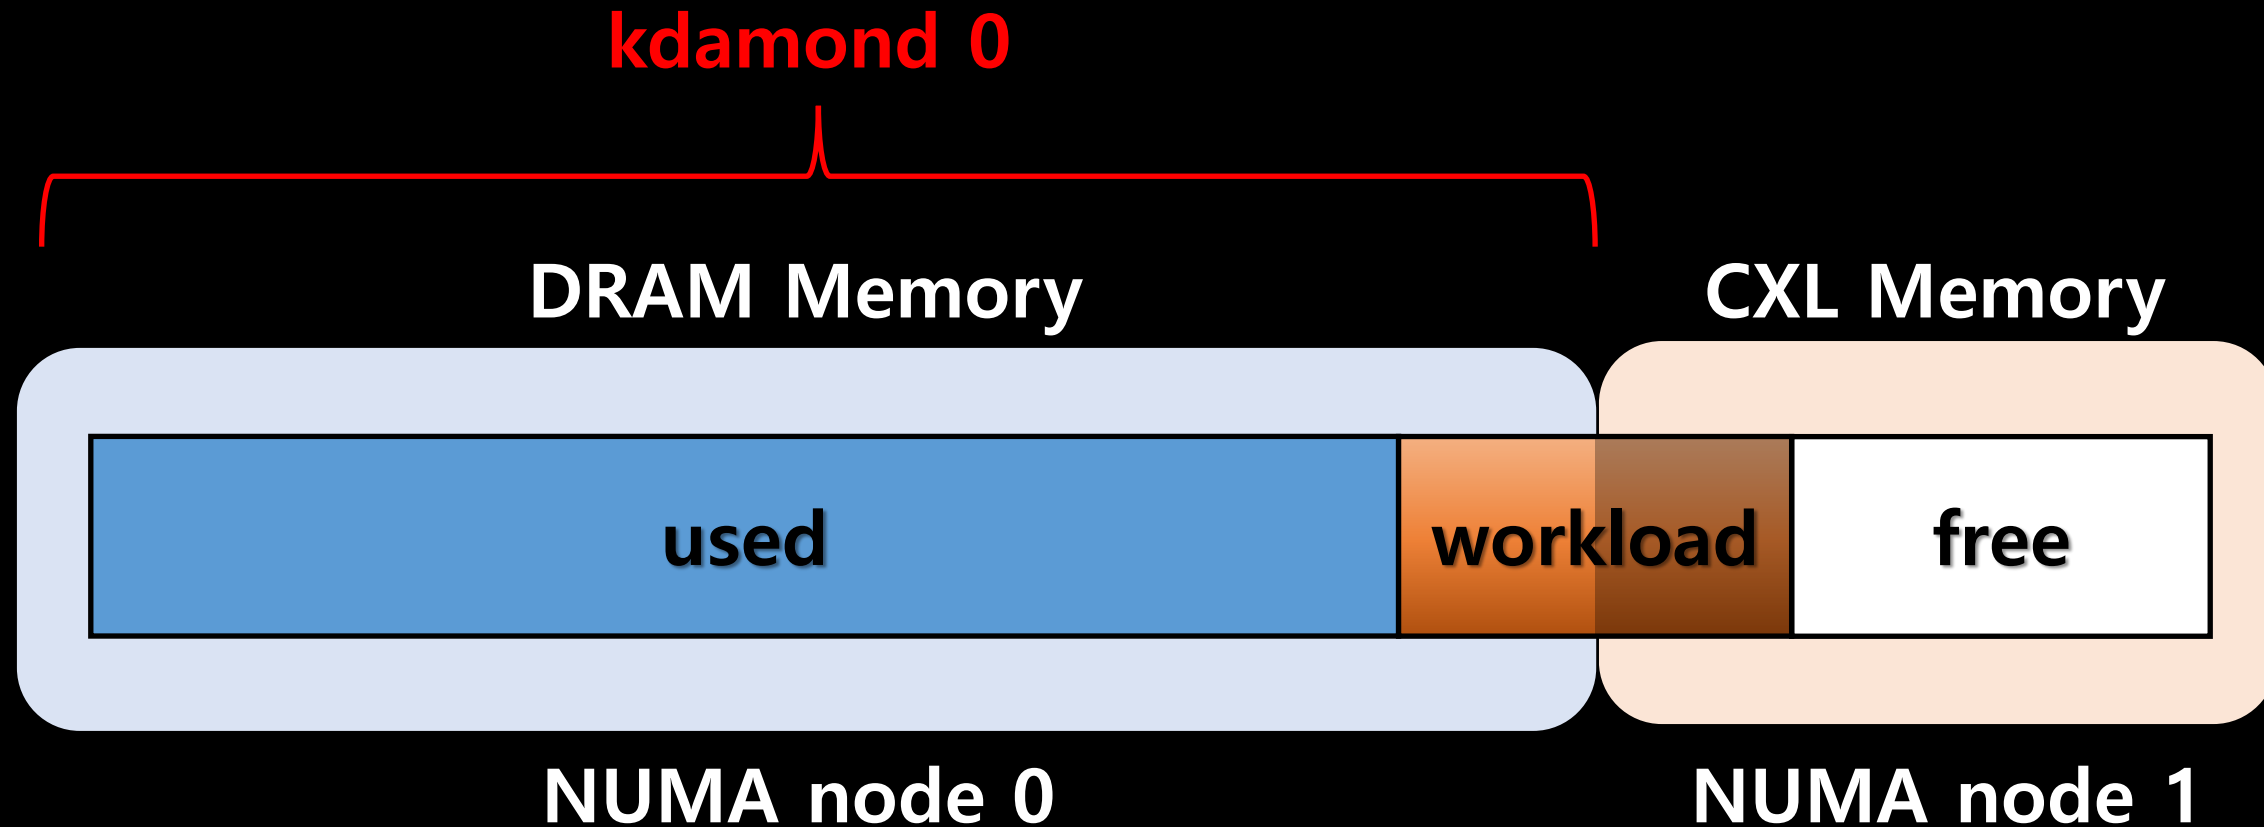 kdamond 0
DRAM Memory
CXL Memory
used
workload
free
NUMA node 0
NUMA node 1